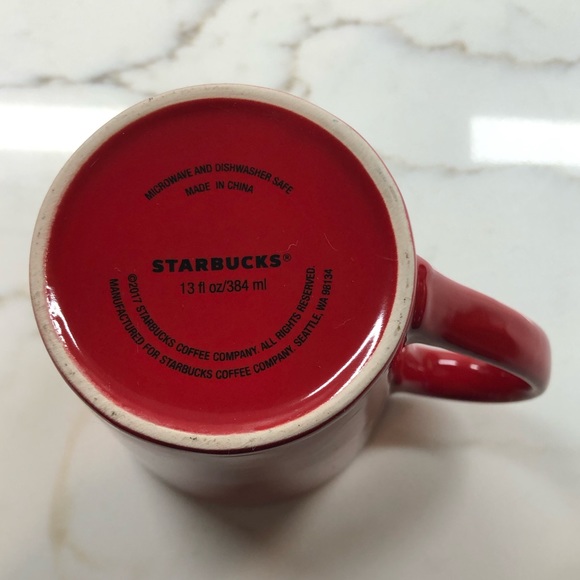 MICROWAVE AND DISHWASHER SAFE
MADE IN CHINA
STARBUCKS®
13 fl oz/384 ml
©2017 STARBUCKS COFFEE COMPANY. ALL RIGHTS RESERVED.
MANUFACTURED FOR STARBUCKS COFFEE COMPANY. SEATTLE, WA 98134